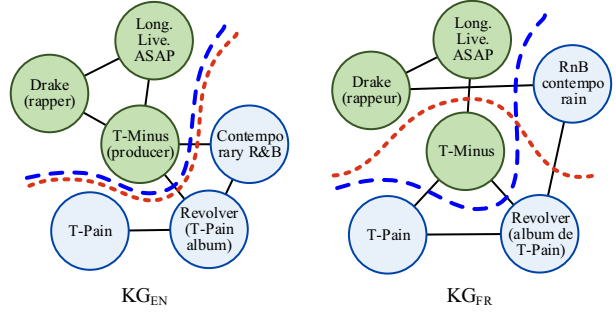 Long.
Live.
ASAP
Drake
(rapper)
T-Minus
(producer)
Contempo
rary R&B
T-Pain
Revolver
(T-Pain
album)
KGEN
Long.
Live.
ASAP
Drake
(rappeur)
RnB
contempo
rain
T-Minus
T-Pain
Revolver
(album de
T-Pain)
KGFR